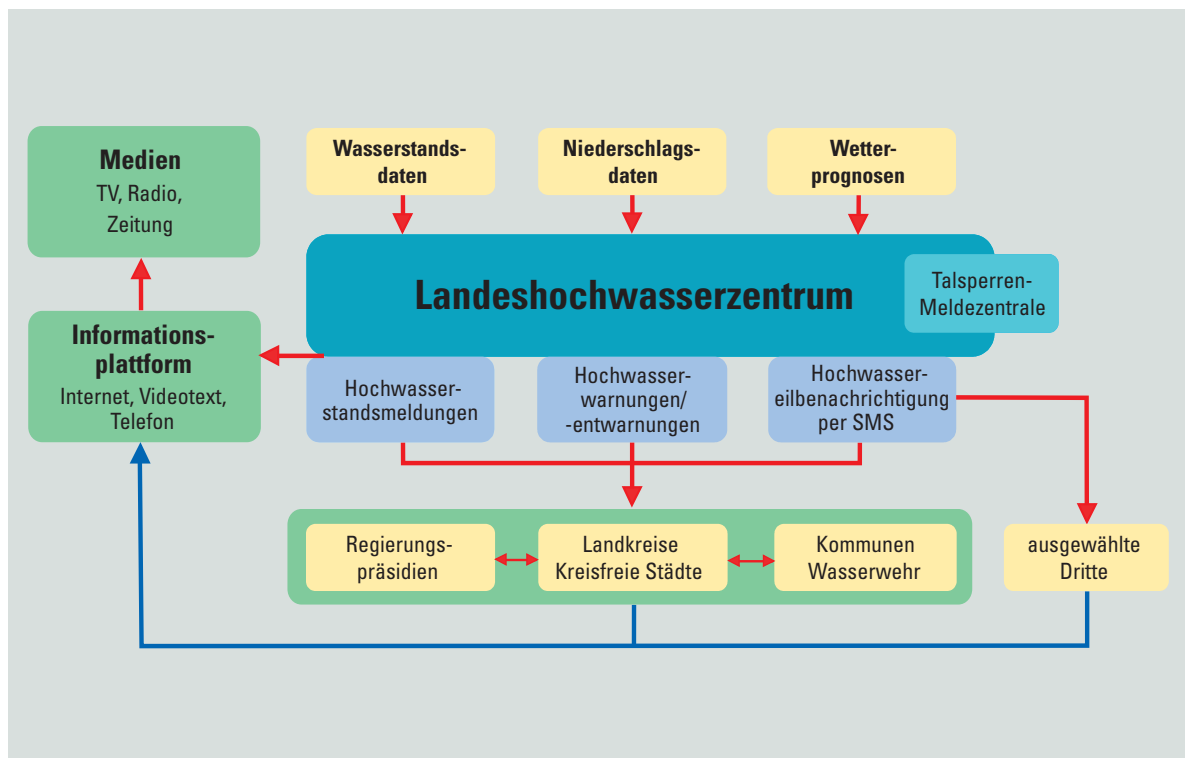 Medien
TV, Radio,
Zeitung
Wasserstands-
daten
Niederschlags-
daten
Wetter-
prognosen
Landeshochwasserzentrum
Talsperren-
Meldezentrale
Informations-
plattform
Internet, Videotext,
Telefon
Hochwasser-
standsmeldungen
Hochwasser-
warnungen/
-entwarnungen
Hochwasser-
eilbenachrichtigung
per SMS
Regierungs-
präsidien
Landkreise
Kreisfreie Städte
Kommunen
Wasserwehr
ausgewählte
Dritte